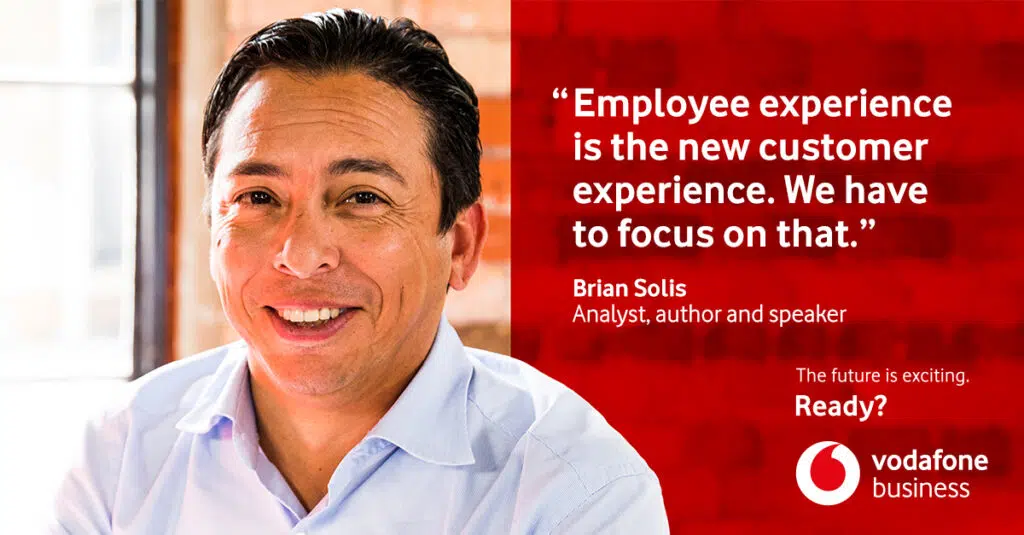 “Employee experience
is the new customer
experience. We have
to focus on that.”
Brian Solis
Analyst, author and speaker
The future is exciting.
Ready?
vodafone
business